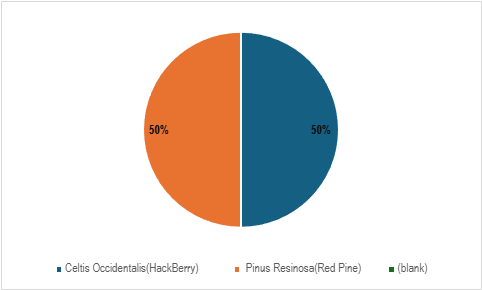 50% 50%
Celtis Occidentalis(HackBerry) Pinus Resinosa(Red Pine) (blank)